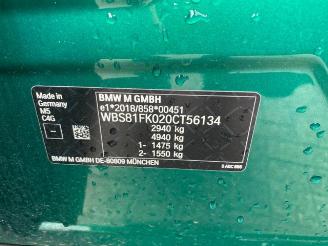 Made in
Germany
M5
C4G
BMW M GMBH
e1*2018/858*00451
WBS81FK020CT56134
2940 kg
4940 kg
1- 1475 kg
2- 1550 kg
BMW M GMBH DE-80809 MÜNCHEN